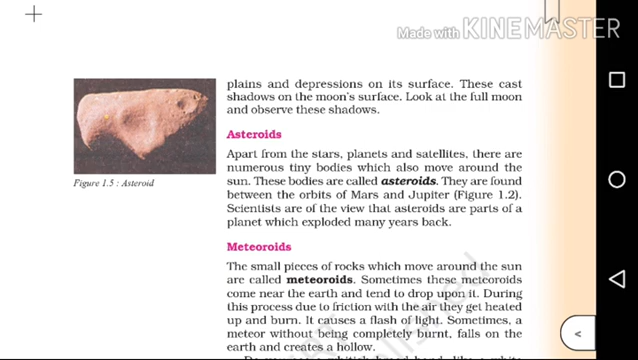 Made with KINEMASTER
plains and depressions on its surface. These cast
shadows on the moon's surface. Look at the full moon
and observe these shadows.
Asteroids
Apart from the stars, planets and satellites, there are
numerous tiny bodies which also move around the
sun. These bodies are called asteroids. They are found
between the orbits of Mars and Jupiter (Figure 1.2).
Scientists are of the view that asteroids are parts of a
planet which exploded many years back.
Figure 1.5 : Asteroid
Meteoroids
The small pieces of rocks which move around the sun
are called meteoroids. Sometimes these meteoroids
come near the earth and tend to drop upon it. During
this process due to friction with the air they get heated
up and burn. It causes a flash of light. Sometimes, a
meteor without being completely burnt, falls on the
earth and creates a hollow.